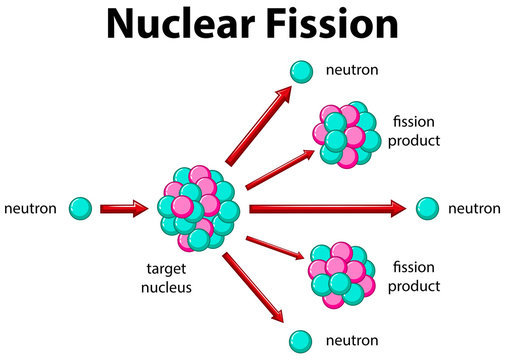 Nuclear Fission
neutron
fission
product
neutron
neutron
target
nucleus
fission
product
neutron